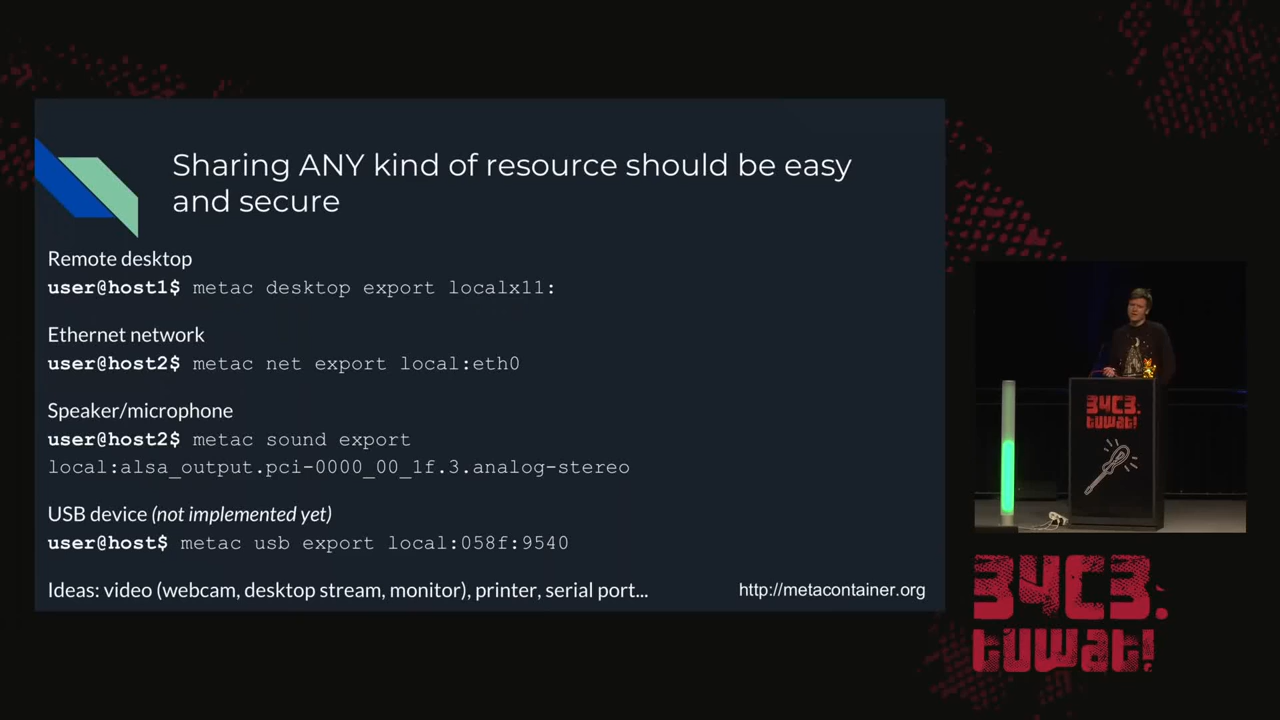 Sharing ANY kind of resource should be easy
and secure
Remote desktop
user@host1$ metac desktop export localx11:
Ethernet network
user@host2$ metac net export local:eth0
Speaker/microphone
user@host2$ metac sound export
local:alsa_output.pci-0000_00_1f.3.analog-stereo
USB device (not implemented yet)
user@host$ metac usb export local:058f:9540
Ideas: video (webcam, desktop stream, monitor), printer, serial port...
http://metacontainer.org
34C3.
tuwat!
34C3.
tuwat!